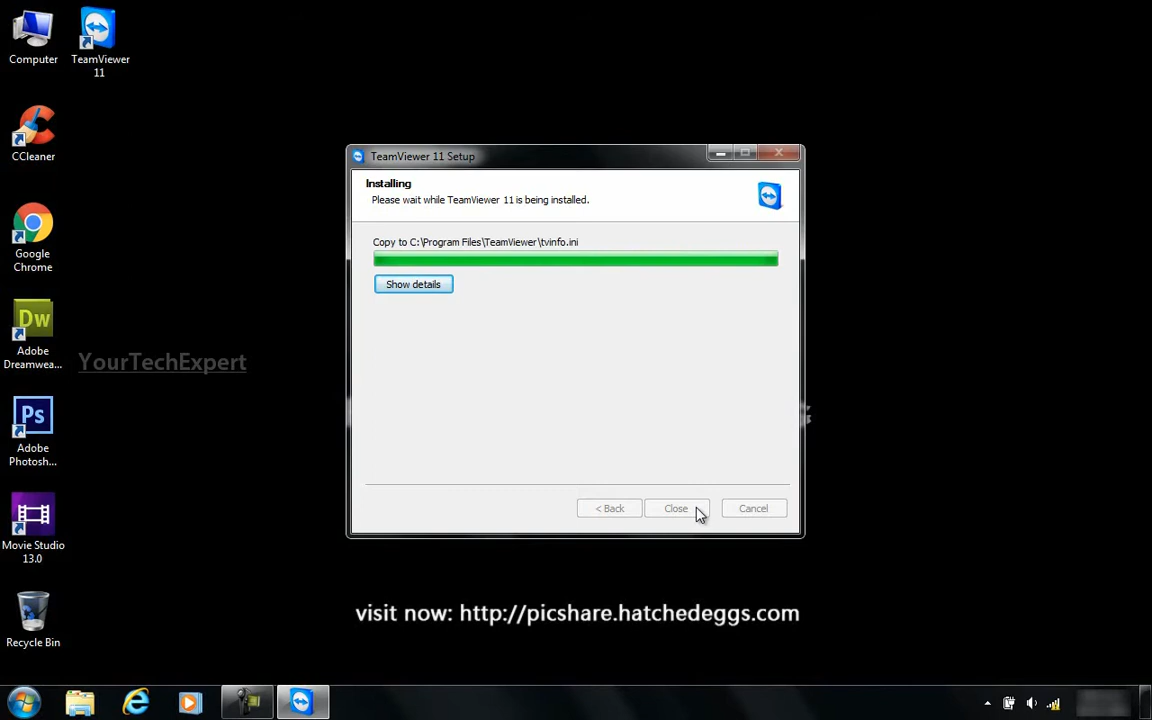 Computer
TeamViewer
11
CCleaner
Google
Chrome
Dw
Adobe
Dreamwea...
Ps
Adobe
Photosh...
Movie Studio
13.0
Recycle Bin
YourTechExpert
TeamViewer 11 Setup
Installing
Please wait while TeamViewer 11 is being installed.
Copy to C:\Program Files\TeamViewer\tvinfo.ini
Show details
< Back
Close
Cancel
visit now: http://picshare.hatchedeggs.com